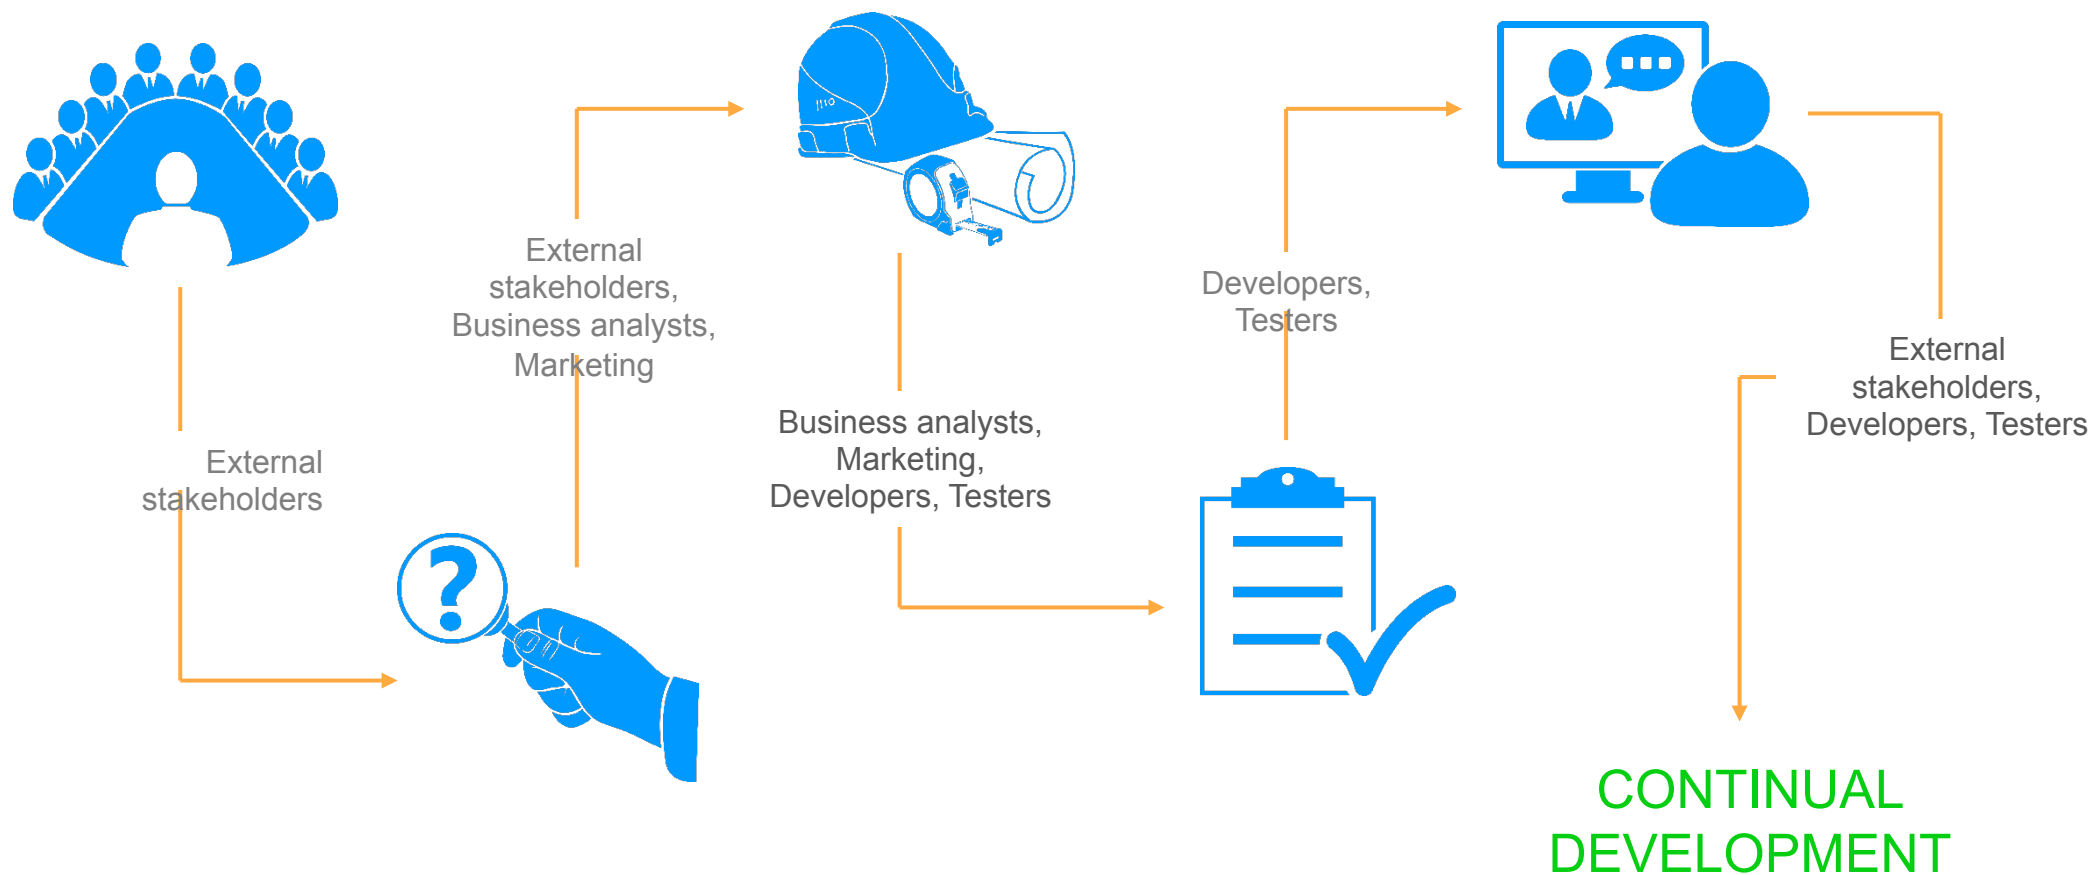 External
stakeholders
External
stakeholders,
Business analysts,
Marketing
Business analysts,
Marketing,
Developers, Testers
Developers,
Testers
External
stakeholders,
Developers, Testers
?
CONTINUAL
DEVELOPMENT